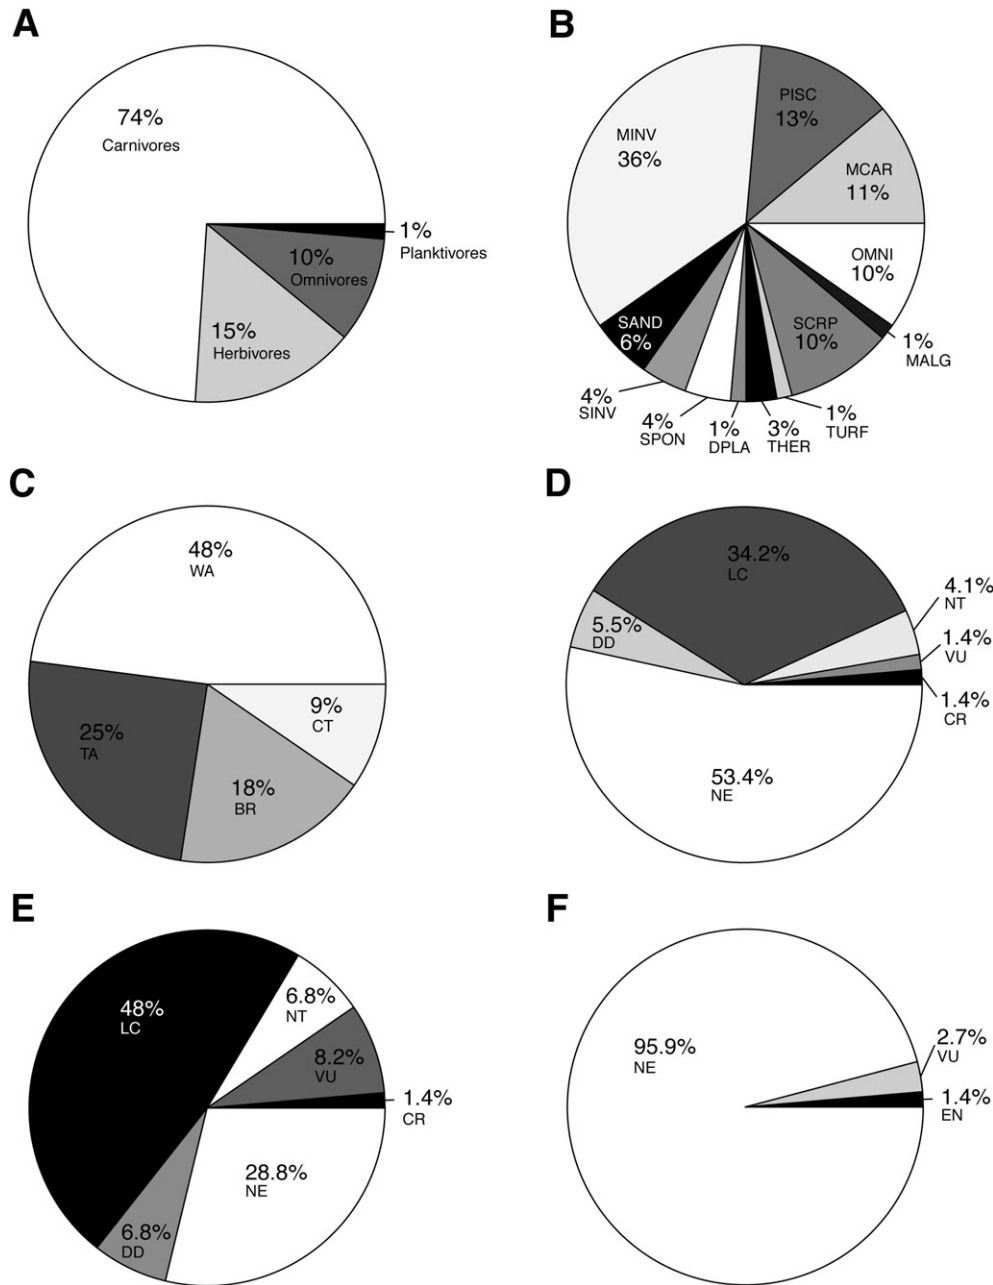 A
74%
Carnivores
1%
Planktivores
10%
Omnivores
15%
Herbivores
B
PISC
13%
MINV
36%
MCAR
11%
OMNI
10%
SAND
6%
SCRP
10%
1%
MALG
4%
SINV
4%
SPON
1%
DPLA
3%
THER
1%
TURF
C
48%
WA
9%
CT
25%
TA
18%
BR
D
34.2%
LC
4.1%
NT
5.5%
DD
1.4%
VU
1.4%
CR
53.4%
NE
E
48%
LC
6.8%
NT
8.2%
VU
1.4%
CR
28.8%
NE
6.8%
DD
F
95.9%
NE
2.7%
VU
1.4%
EN